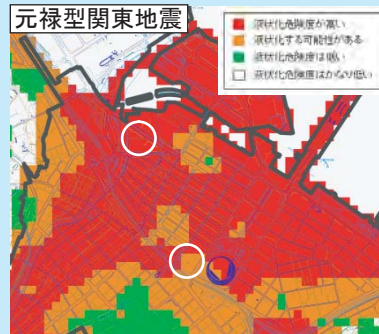 元禄型関東地震
液状化危険度が高い
液状化する可能性がある
液状化危険度は低い
液状化危険度はかなり低い